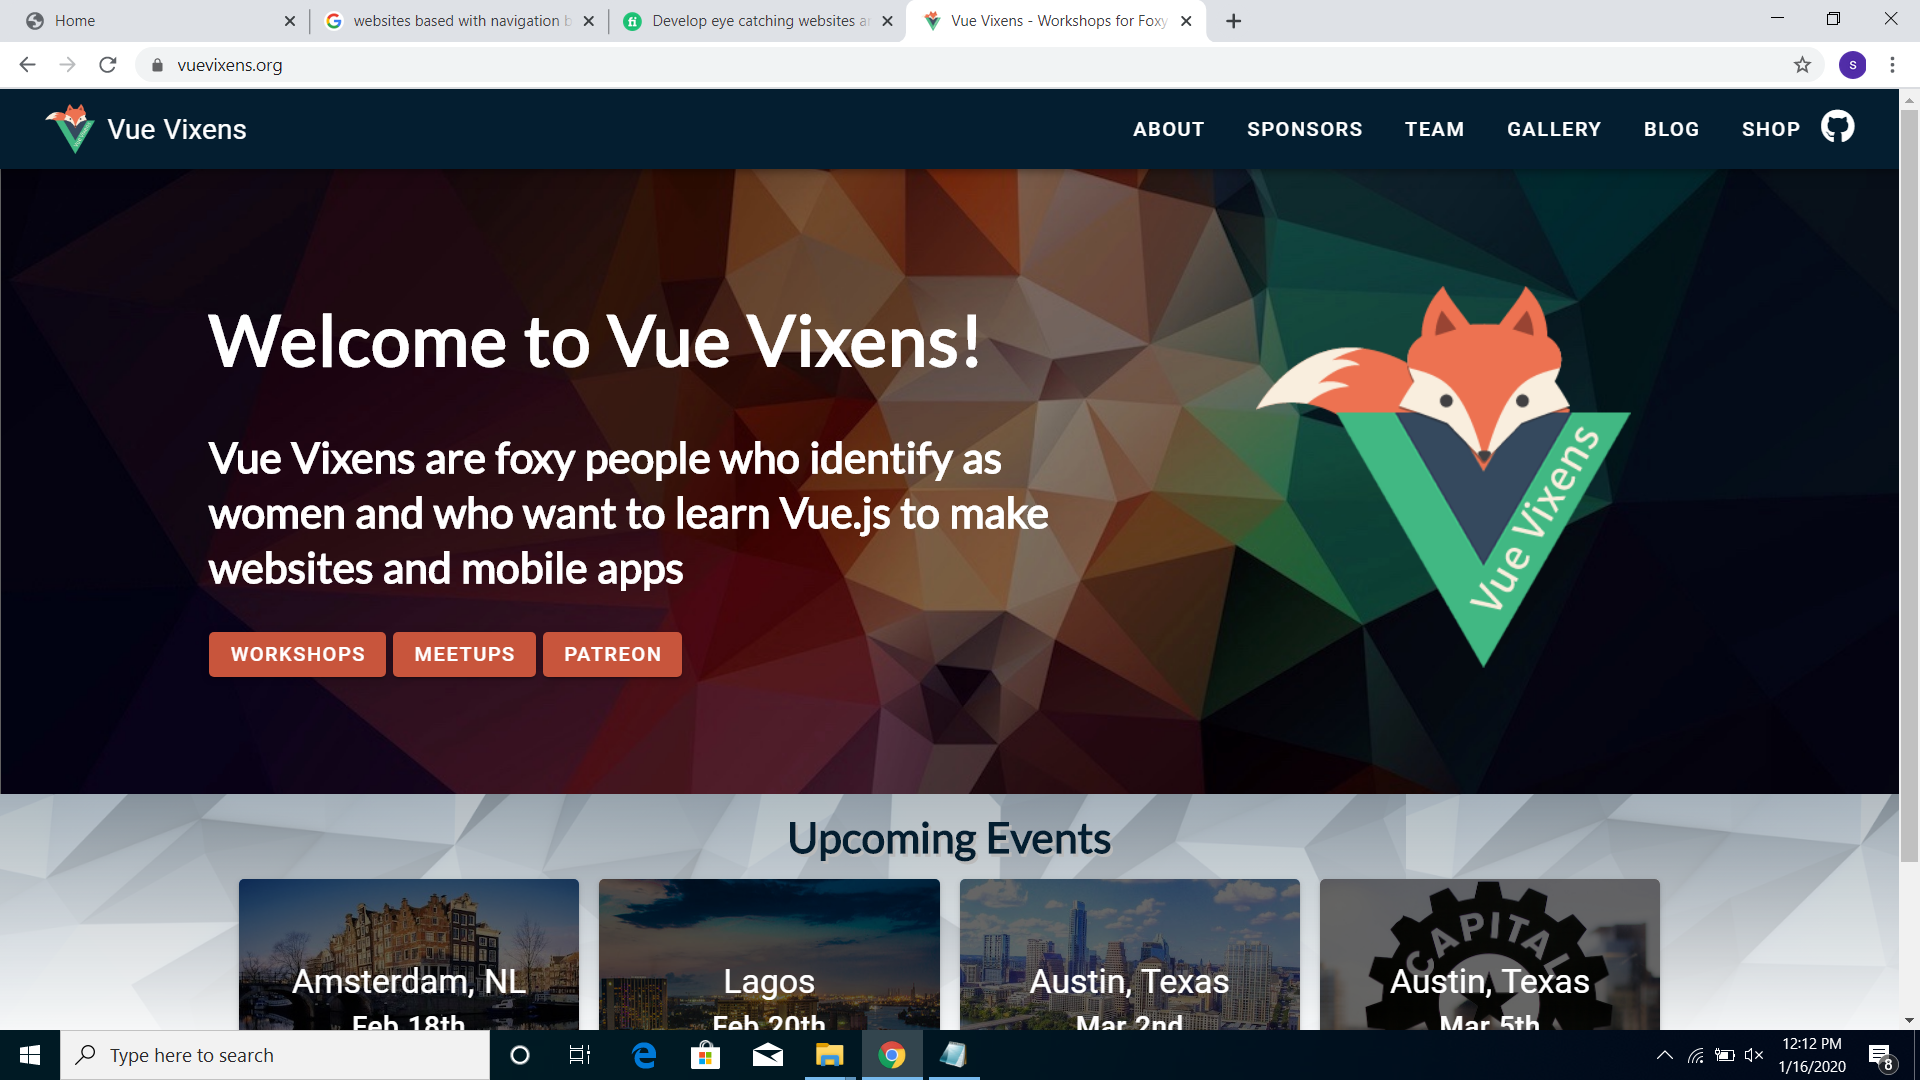 Home
websites based with navigation b
Develop eye catching websites a
Vue Vixens - Workshops for Foxy
vuevixens.org
s
Vue Vixens
ABOUT
SPONSORS
TEAM
GALLERY
BLOG
SHOP
Welcome to Vue Vixens!
Vue Vixens are foxy people who identify as
women and who want to learn Vue.js to make
websites and mobile apps
WORKSHOPS
MEETUPS
PATREON
Vue Vixens
Upcoming Events
Amsterdam, NL
Feb 18th
Lagos
Feb 20th
Austin, Texas
Mar 2nd
CAPITAL
Austin, Texas
Mar 5th
Type here to search
12:12 PM
1/16/2020
8